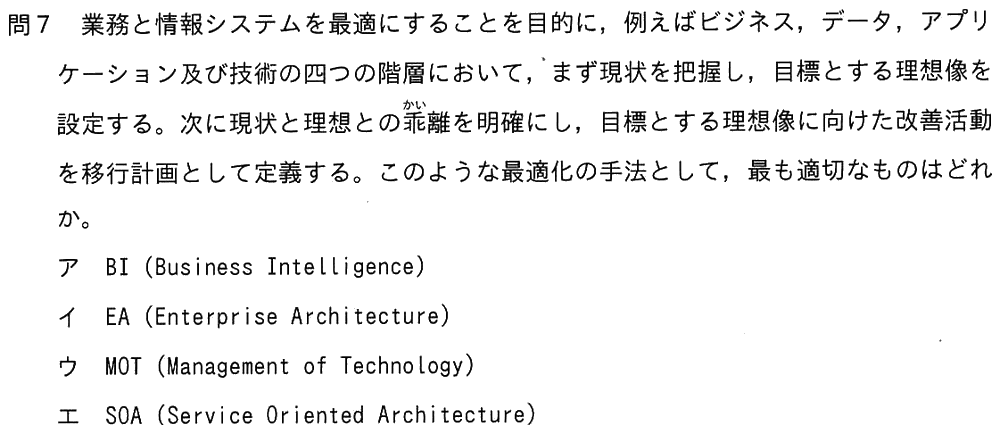 問7 業務と情報システムを最適にすることを目的に，例えばビジネス，データ，アプリ
ケーション及び技術の四つの階層において，まず現状を把握し，目標とする理想像を
設定する。次に現状と理想との乖離を明確にし，目標とする理想像に向けた改善活動
を移行計画として定義する。このような最適化の手法として，最も適切なものはどれ
か。
ア BI (Business Intelligence)
イ EA (Enterprise Architecture)
ウ MOT (Management of Technology)
エ SOA (Service Oriented Architecture)